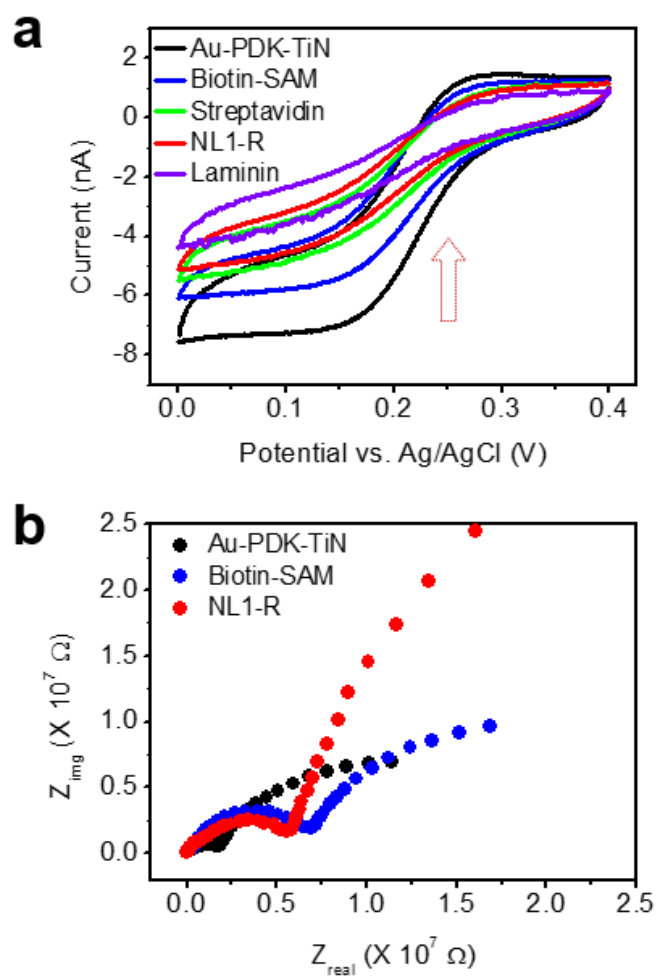 a
Au-PDK-TiN
Biotin-SAM
Streptavidin
NL1-R
Laminin
2
0
-2
-4
-6
-8
Current (nA)
0.0 0.1 0.2 0.3 0.4
Potential vs. Ag/AgCl (V)
b
Au-PDK-TiN
Biotin-SAM
NL1-R
2.5
2.0
1.5
1.0
0.5
0.0
Zimg (X 10⁷ Ω)
0.0 0.5 1.0 1.5 2.0 2.5
Zreal (X 10⁷ Ω)